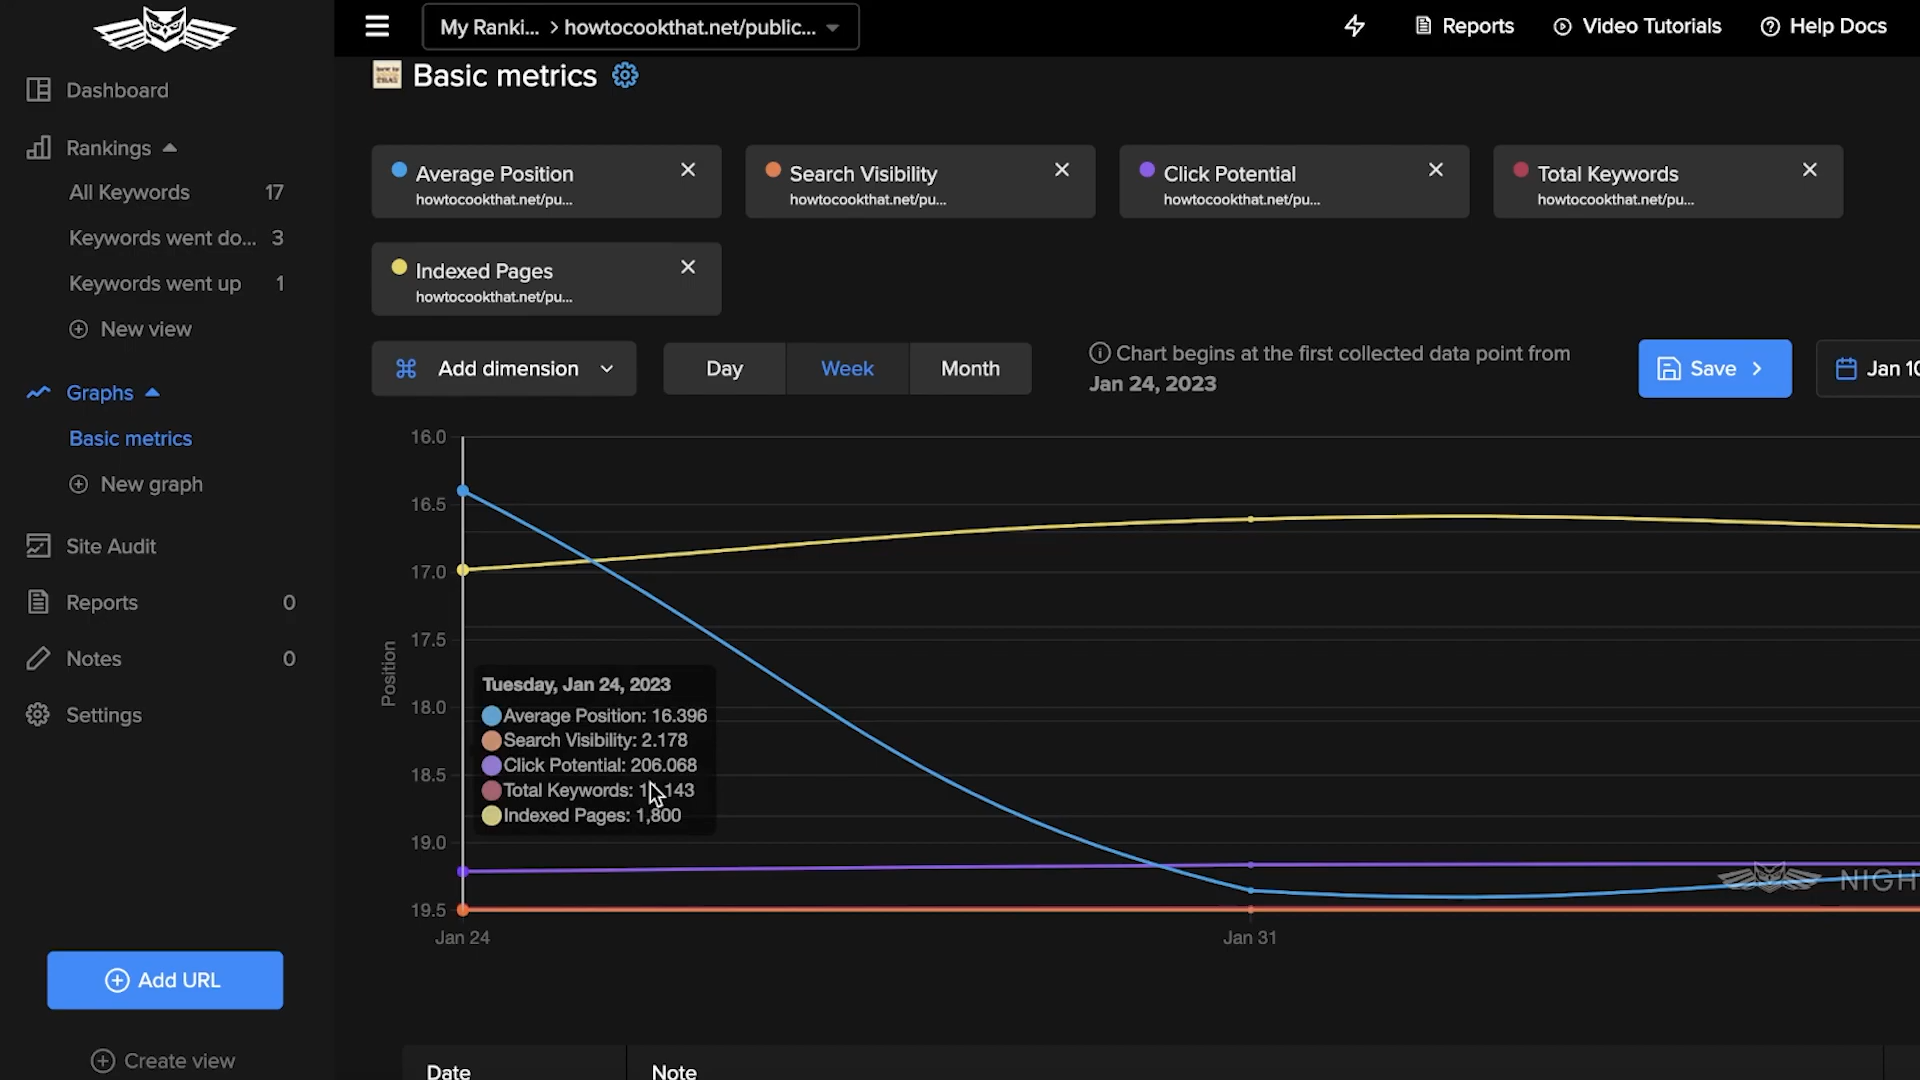 My Ranki... > howtocookthat.net/public...
Reports
Video Tutorials
Help Docs
Dashboard
Rankings
All Keywords 17
Keywords went do... 3
Keywords went up 1
New view
Graphs
Basic metrics
New graph
Site Audit
Reports 0
Notes 0
Settings
Add URL
Create view
Basic metrics
Average Position
howtocookthat.net/pu...
Search Visibility
howtocookthat.net/pu...
Click Potential
howtocookthat.net/pu...
Total Keywords
howtocookthat.net/pu...
Indexed Pages
howtocookthat.net/pu...
Add dimension
Day
Week
Month
Chart begins at the first collected data point from
Jan 24, 2023
Save
Jan 10
16.0
16.5
17.0
17.5
18.0
18.5
19.0
19.5
Position
Tuesday, Jan 24, 2023
Average Position: 16.396
Search Visibility: 2.178
Click Potential: 206.068
Total Keywords:
Indexed Pages: 1,800
NIGH
Jan 24
Jan 31
Date
Note